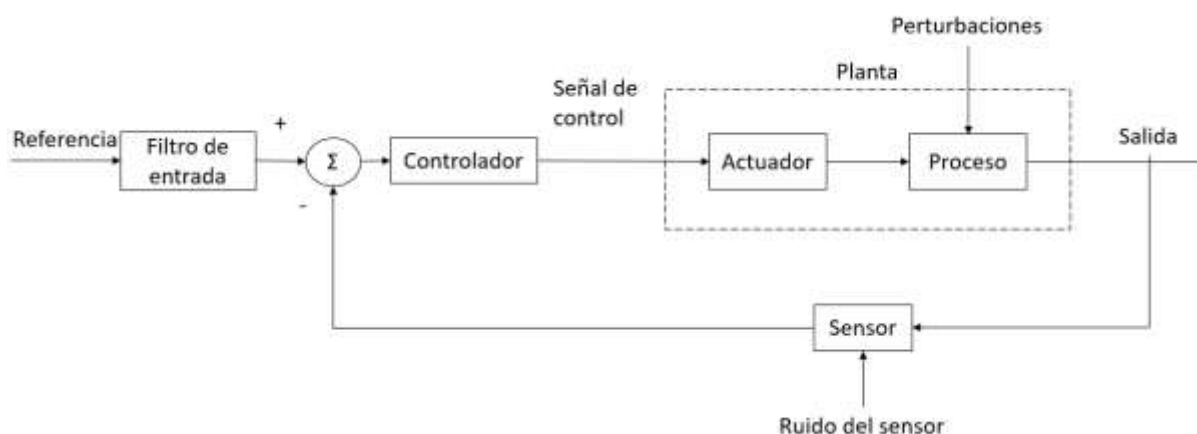 Perturbaciones
Planta
Señal de
control
Referencia
+
Filtro de
entrada
Σ
Controlador
Actuador
Proceso
Salida
-
Sensor
Ruido del sensor